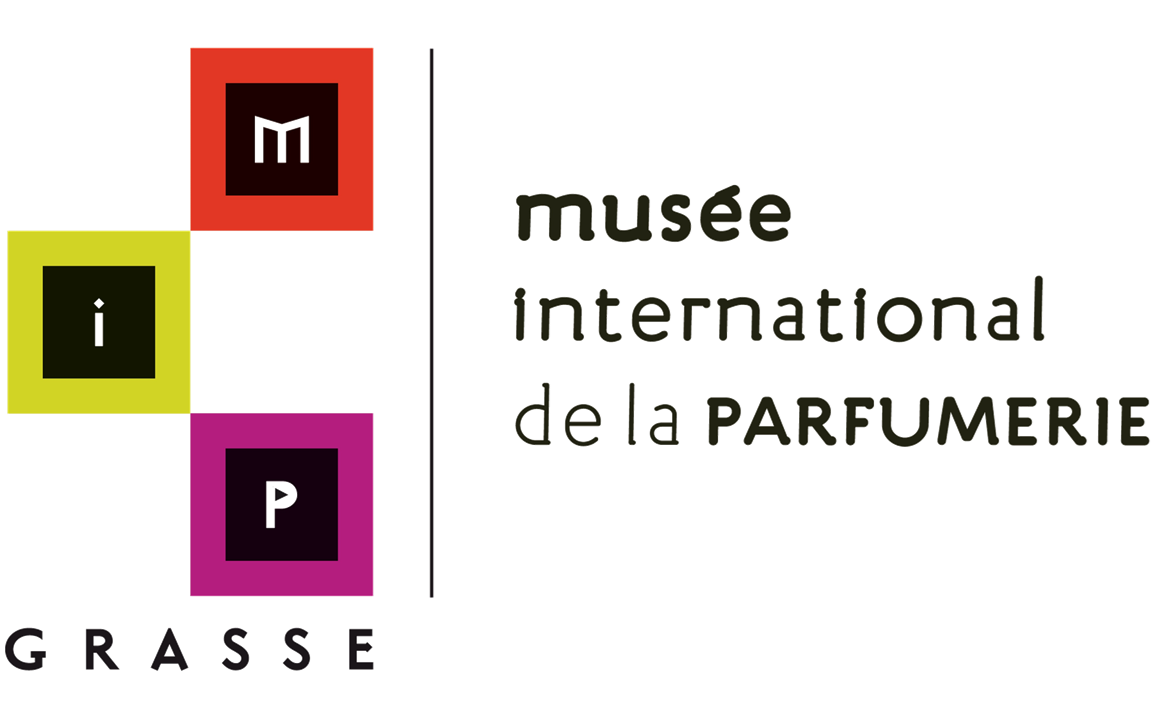 m
i
P
GRASSE
musée
international
de la PARFUMERIE